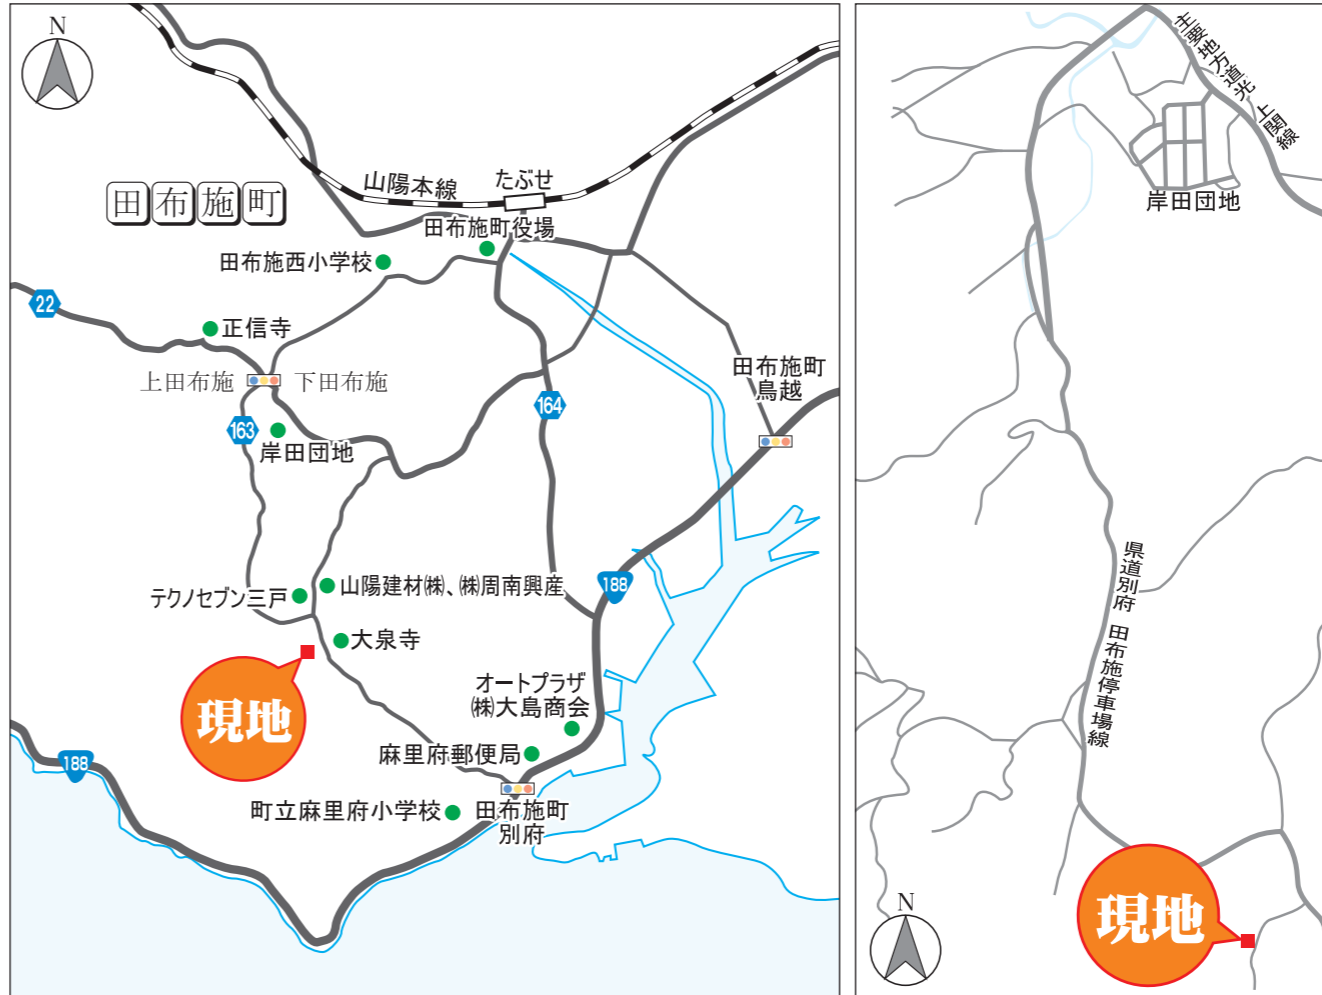 N
田布施町
山陽本線
たぶせ
田布施町役場
田布施西小学校
22
正信寺
上田布施
下田布施
田布施町
鳥越
163
164
岸田団地
188
テクノセブン三戸
山陽建材㈱、㈱周南興産
大泉寺
現地
オートプラザ
㈱大島商会
188
麻里府郵便局
町立麻里府小学校
田布施町
別府
主要地方道光 上関線
岸田団地
県道別府 田布施停車場線
現地
N